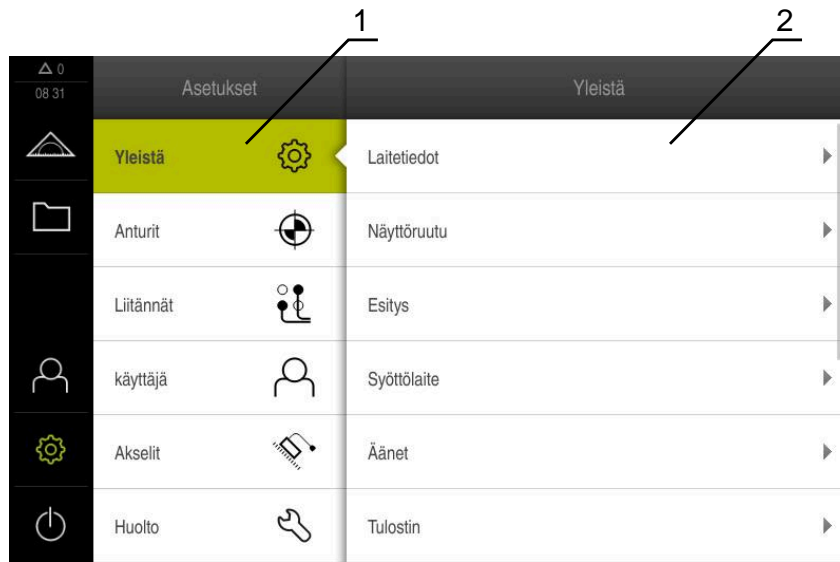 1
2
0
08 31
Asetukset
Yleistä
Yleistä
Anturit
Liitännät
käyttäjä
Akselit
Huolto
Laitetiedot
Näyttöruutu
Esitys
Syöttölaite
Äänet
Tulostin